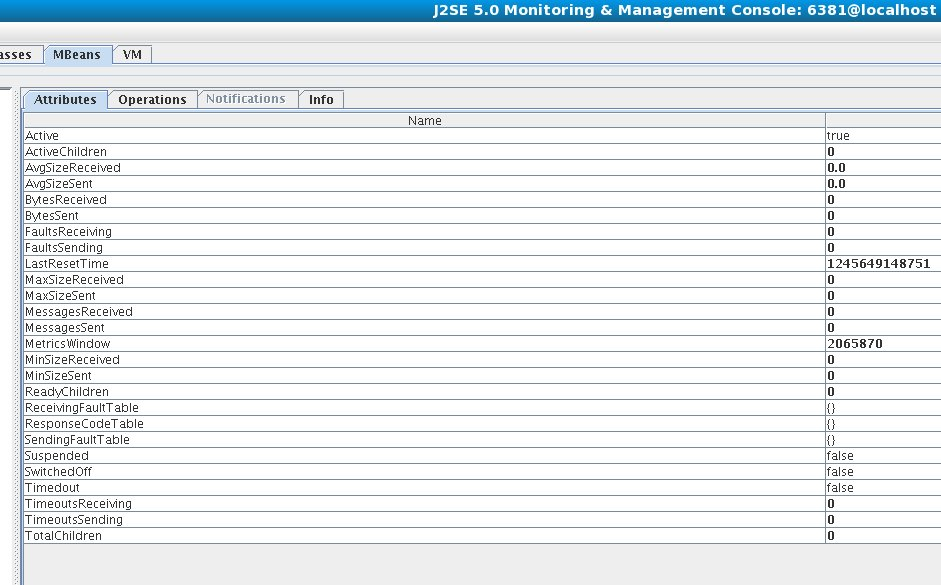 J2SE 5.0 Monitoring & Management Console: 6381@localhost
asses MBeans VM
Attributes Operations Notifications Info
Name
Active true
ActiveChildren 0
AvgSizeReceived 0.0
AvgSizeSent 0.0
BytesReceived 0
BytesSent 0
FaultsReceiving 0
FaultsSending 0
LastResetTime 1245649148751
MaxSizeReceived 0
MaxSizeSent 0
MessagesReceived 0
MessagesSent 0
MetricsWindow 2065870
MinSizeReceived 0
MinSizeSent 0
ReadyChildren 0
ReceivingFaultTable {}
ResponseCodeTable {}
SendingFaultTable {}
Suspended false
SwitchedOff false
Timedout false
TimeoutsReceiving 0
TimeoutsSending 0
TotalChildren 0